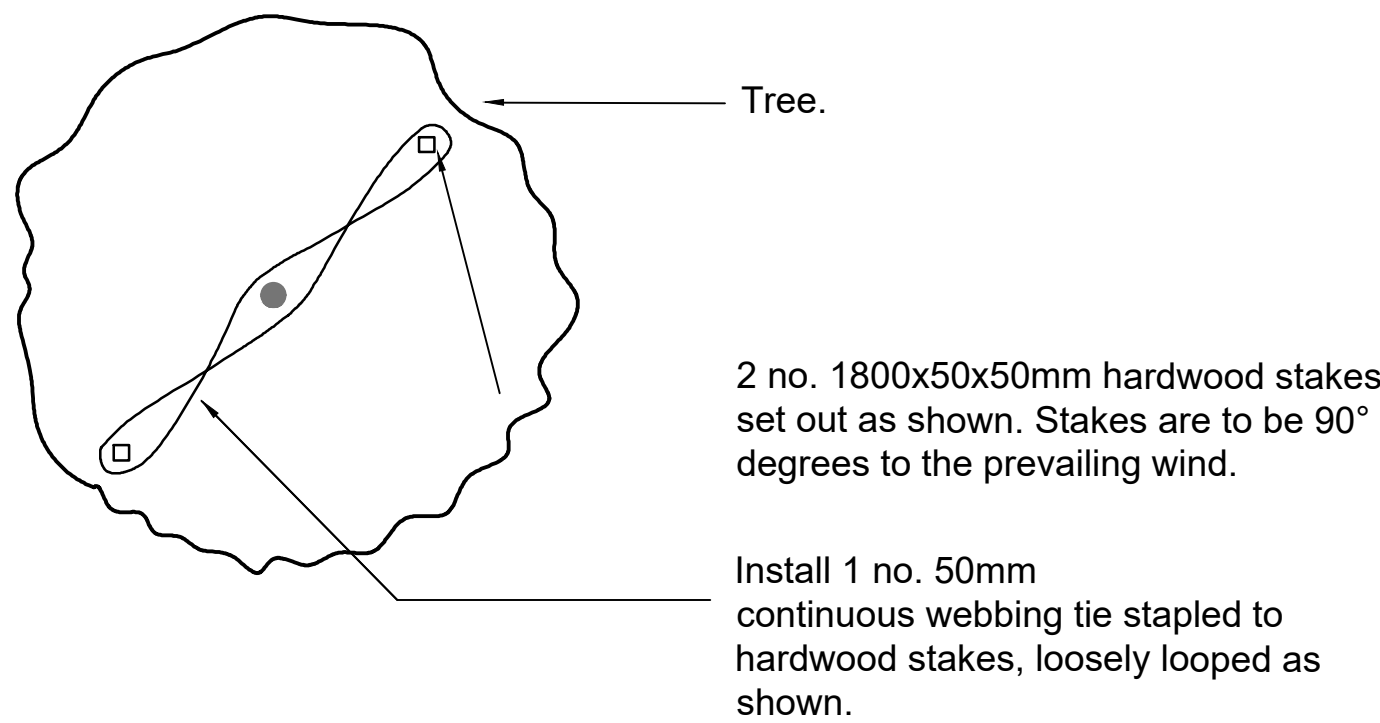 Tree.
2 no. 1800x50x50mm hardwood stakes
set out as shown. Stakes are to be 90°
degrees to the prevailing wind.
Install 1 no. 50mm
continuous webbing tie stapled to
hardwood stakes, loosely looped as
shown.